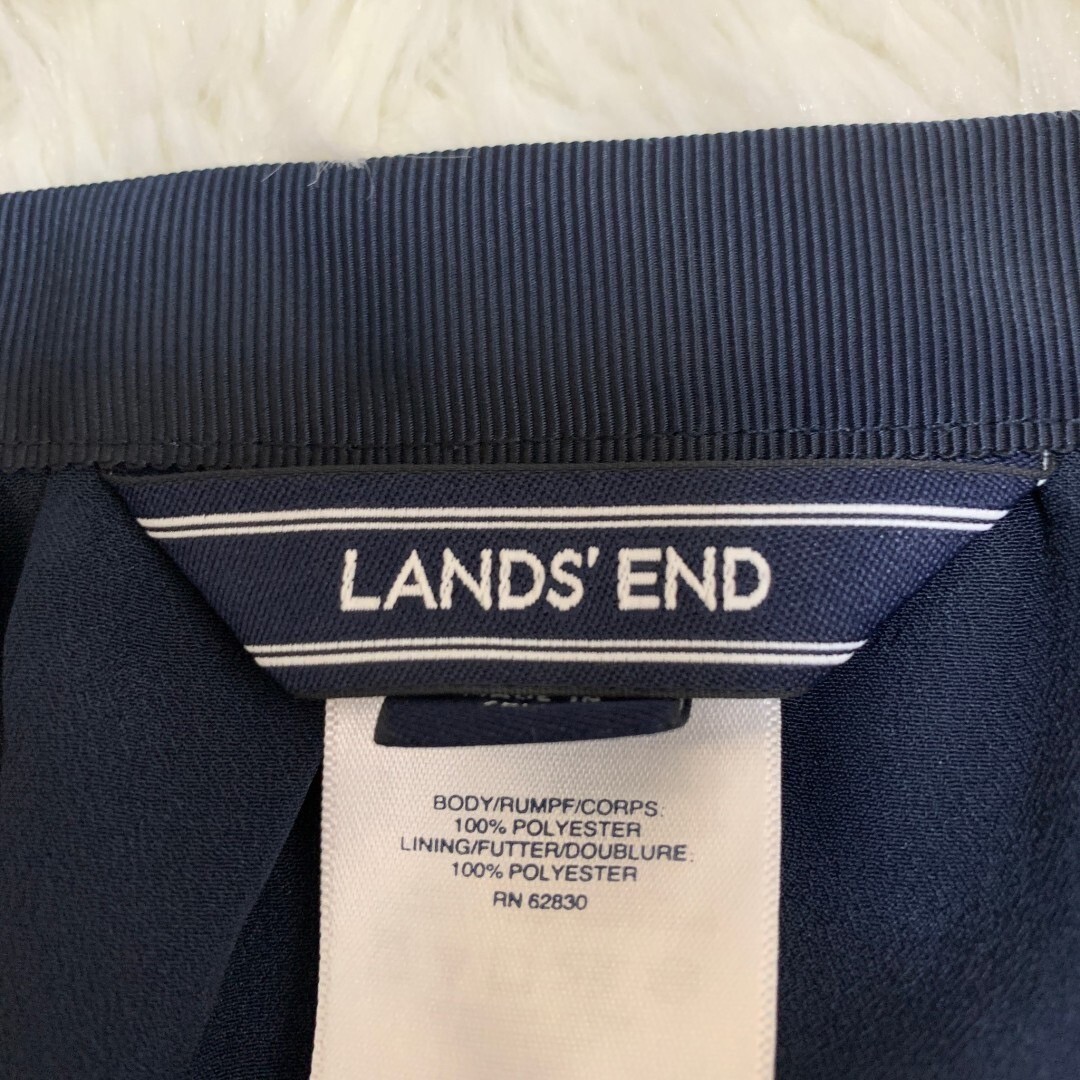 LANDS' END
BODY/RUMPF/CORPS:
100% POLYESTER
LINING/FUTTER/DOUBLURE:
100% POLYESTER
RN 62830